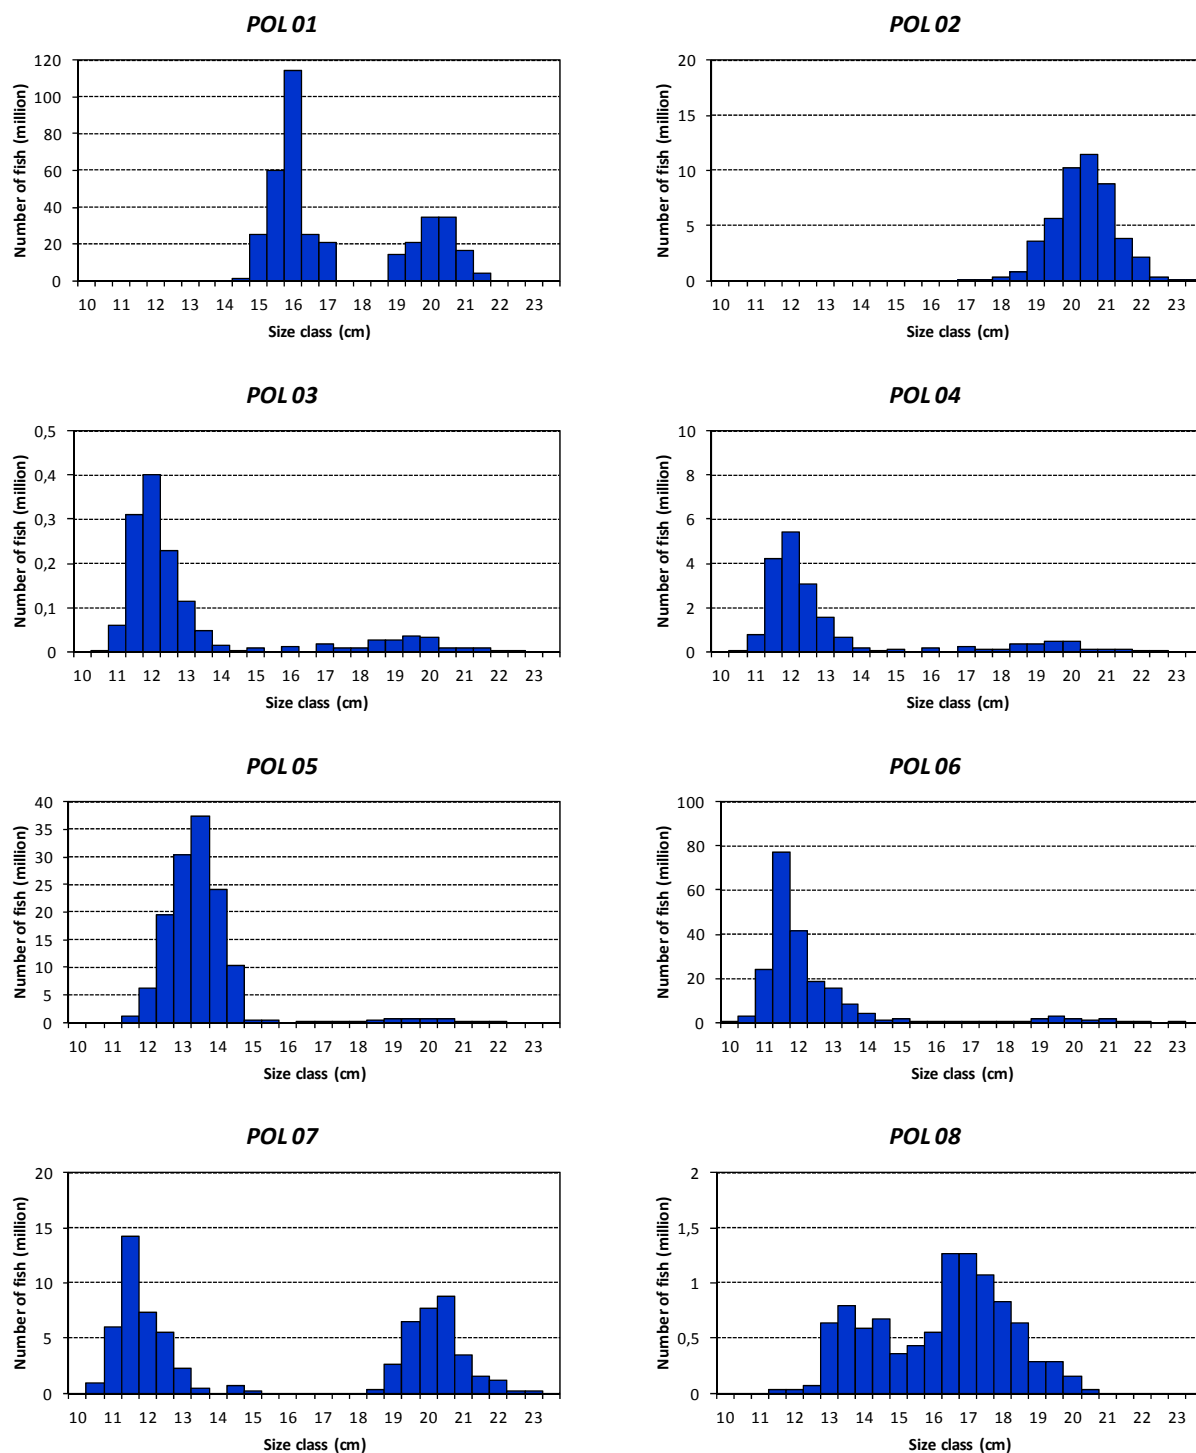 POL 01
Number of fish (million)
120
100
80
60
40
20
0
10 11 12 13 14 15 16 17 18 19 20 21 22 23
Size class (cm)
POL 02
Number of fish (million)
20
15
10
5
0
10 11 12 13 14 15 16 17 18 19 20 21 22 23
Size class (cm)
POL 03
Number of fish (million)
0,5
0,4
0,3
0,2
0,1
0
10 11 12 13 14 15 16 17 18 19 20 21 22 23
Size class (cm)
POL 04
Number of fish (million)
10
8
6
4
2
0
10 11 12 13 14 15 16 17 18 19 20 21 22 23
Size class (cm)
POL 05
Number of fish (million)
40
35
30
25
20
15
10
5
0
10 11 12 13 14 15 16 17 18 19 20 21 22 23
Size class (cm)
POL 06
Number of fish (million)
100
80
60
40
20
0
10 11 12 13 14 15 16 17 18 19 20 21 22 23
Size class (cm)
POL 07
Number of fish (million)
20
15
10
5
0
10 11 12 13 14 15 16 17 18 19 20 21 22 23
Size class (cm)
POL 08
Number of fish (million)
2
1,5
1
0,5
0
10 11 12 13 14 15 16 17 18 19 20 21 22 23
Size class (cm)